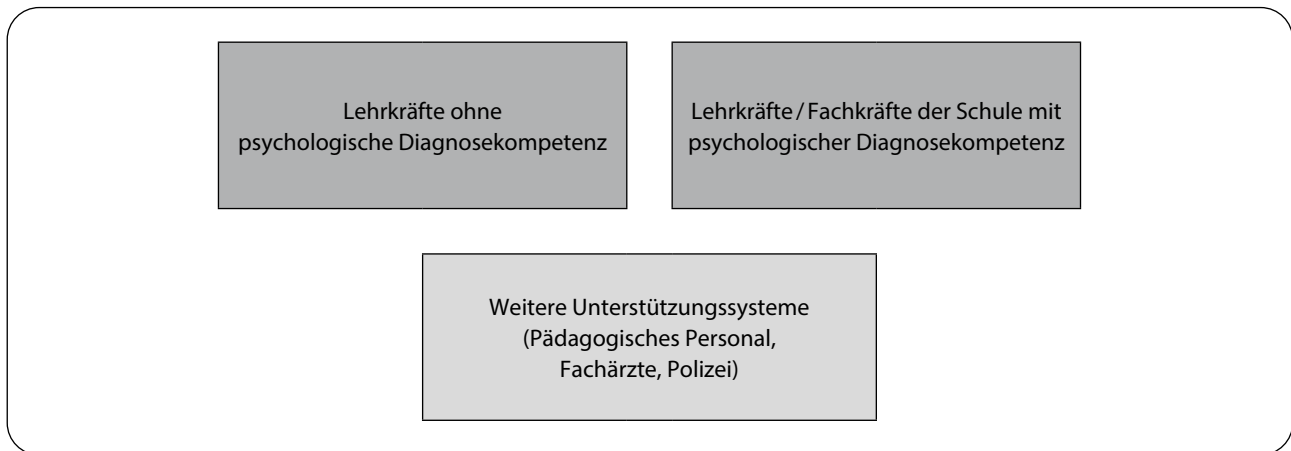 Lehrkräfte ohne
psychologische Diagnosekompetenz
Lehrkräfte / Fachkräfte der Schule mit
psychologischer Diagnosekompetenz
Weitere Unterstützungssysteme
(Pädagogisches Personal,
Fachärzte, Polizei)